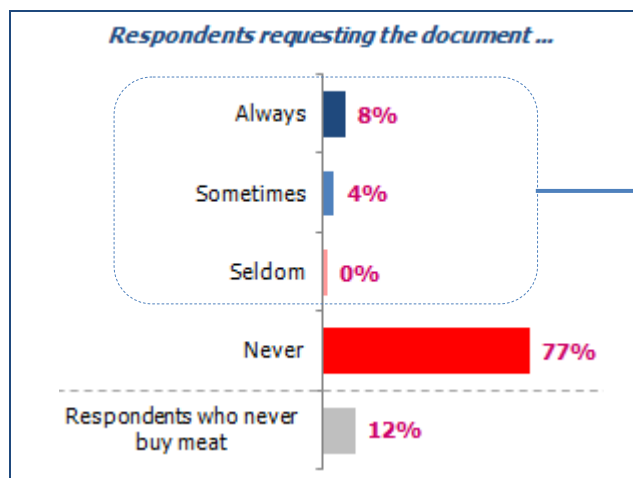 Respondents requesting the document ...
Always 8%
Sometimes 4%
Seldom 0%
Never 77%
Respondents who never
buy meat 12%